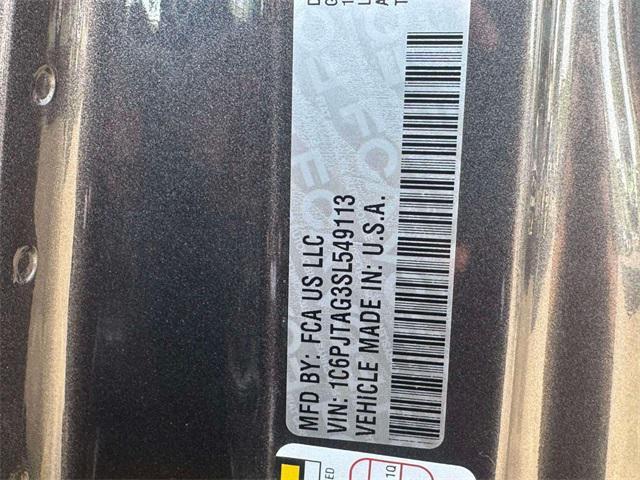 MFD BY: FCA US LLC
VIN: 1C6PJTAG3SL549113
VEHICLE MADE IN: U.S.A.